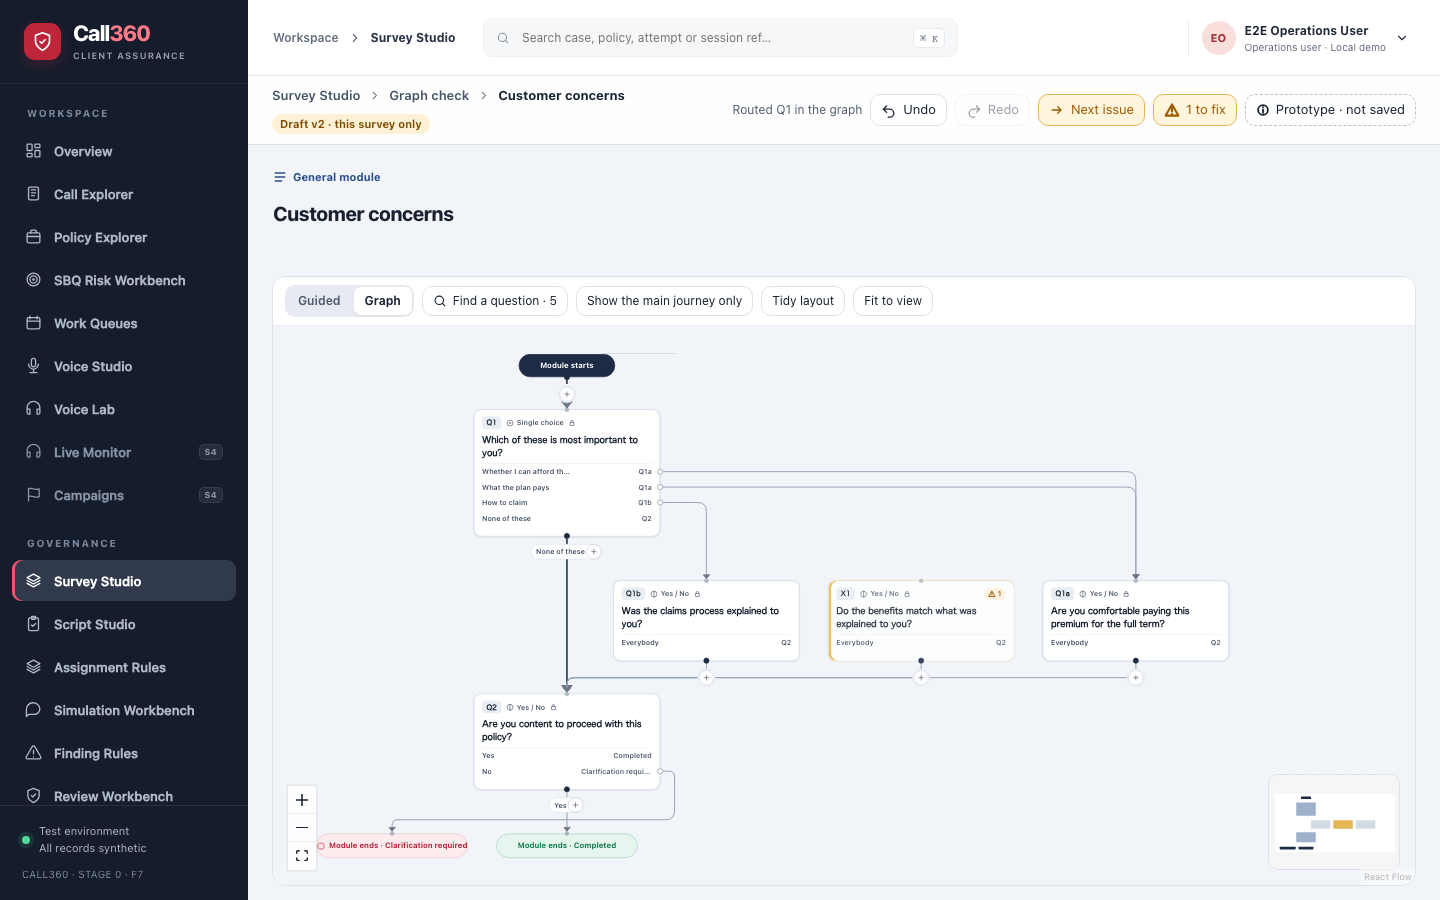 Call360
CLIENT ASSURANCE
WORKSPACE
Overview
Call Explorer
Policy Explorer
SBQ Risk Workbench
Work Queues
Voice Studio
Voice Lab
Live Monitor S4
Campaigns S4
GOVERNANCE
Survey Studio
Script Studio
Assignment Rules
Simulation Workbench
Finding Rules
Review Workbench
Test environment
All records synthetic
CALL360 · STAGE 0 · F7
Workspace > Survey Studio
Search case, policy, attempt or session ref...
⌘ K
EO
E2E Operations User
Operations user · Local demo
Survey Studio > Graph check > Customer concerns
Draft v2 · this survey only
Routed Q1 in the graph
Undo
Redo
Next issue
1 to fix
Prototype · not saved
General module
Customer concerns
Guided
Graph
Find a question · 5
Show the main journey only
Tidy layout
Fit to view
Module starts
Q1 Single choice
Which of these is most important to
you?
Whether I can afford th... Q1a
What the plan pays Q1a
How to claim Q1b
None of these Q2
None of these
Q1b Yes / No
Was the claims process explained to
you?
Everybody Q2
X1 Yes / No 1
Do the benefits match what was
explained to you?
Everybody Q2
Q1a Yes / No
Are you comfortable paying this
premium for the full term?
Everybody Q2
Q2 Yes / No
Are you content to proceed with this
policy?
Yes Completed
No Clarification requi...
Yes
Module ends · Clarification required
Module ends · Completed
React Flow